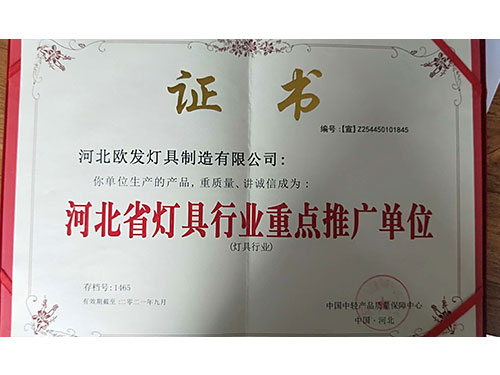 证书
编号：【宣】Z254450101845
河北欧发灯具制造有限公司：
你单位生产的产品，重质量、讲诚信成为：
河北省灯具行业重点推广单位
(灯具行业)
存档号：1465
有效期截至：二〇二一年九月
中国中轻产品质量保障中心
中国·河北